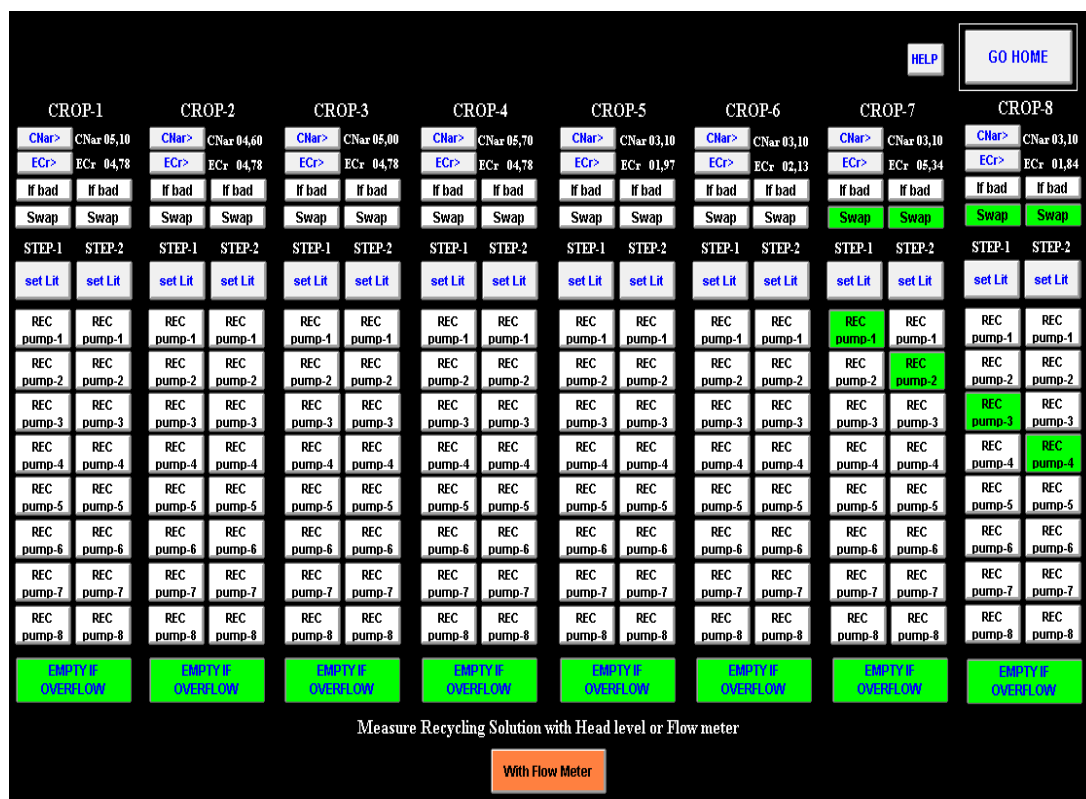 HELP
GO HOME
CROP-1 CROP-2 CROP-3 CROP-4 CROP-5 CROP-6 CROP-7 CROP-8
CNar> CNar 05,10 CNar> CNar 04,60 CNar> CNar 05,00 CNar> CNar 05,70 CNar> CNar 03,10 CNar> CNar 03,10 CNar> CNar 03,10 CNar> CNar 03,10
ECr> ECr 04,78 ECr> ECr 04,78 ECr> ECr 04,78 ECr> ECr 04,78 ECr> ECr 01,97 ECr> ECr 02,13 ECr> ECr 05,34 ECr> ECr 01,84
If bad If bad If bad If bad If bad If bad If bad If bad If bad If bad If bad If bad If bad If bad If bad If bad
Swap Swap Swap Swap Swap Swap Swap Swap Swap Swap Swap Swap Swap Swap Swap Swap
STEP-1 STEP-2 STEP-1 STEP-2 STEP-1 STEP-2 STEP-1 STEP-2 STEP-1 STEP-2 STEP-1 STEP-2 STEP-1 STEP-2 STEP-1 STEP-2
set Lit set Lit set Lit set Lit set Lit set Lit set Lit set Lit set Lit set Lit set Lit set Lit set Lit set Lit set Lit set Lit
REC REC REC REC REC REC REC REC REC REC REC REC REC REC REC REC
pump-1 pump-1 pump-1 pump-1 pump-1 pump-1 pump-1 pump-1 pump-1 pump-1 pump-1 pump-1 pump-1 pump-1 pump-1 pump-1
REC REC REC REC REC REC REC REC REC REC REC REC REC REC REC REC
pump-2 pump-2 pump-2 pump-2 pump-2 pump-2 pump-2 pump-2 pump-2 pump-2 pump-2 pump-2 pump-2 pump-2 pump-2 pump-2
REC REC REC REC REC REC REC REC REC REC REC REC REC REC REC REC
pump-3 pump-3 pump-3 pump-3 pump-3 pump-3 pump-3 pump-3 pump-3 pump-3 pump-3 pump-3 pump-3 pump-3 pump-3 pump-3
REC REC REC REC REC REC REC REC REC REC REC REC REC REC REC REC
pump-4 pump-4 pump-4 pump-4 pump-4 pump-4 pump-4 pump-4 pump-4 pump-4 pump-4 pump-4 pump-4 pump-4 pump-4 pump-4
REC REC REC REC REC REC REC REC REC REC REC REC REC REC REC REC
pump-5 pump-5 pump-5 pump-5 pump-5 pump-5 pump-5 pump-5 pump-5 pump-5 pump-5 pump-5 pump-5 pump-5 pump-5 pump-5
REC REC REC REC REC REC REC REC REC REC REC REC REC REC REC REC
pump-6 pump-6 pump-6 pump-6 pump-6 pump-6 pump-6 pump-6 pump-6 pump-6 pump-6 pump-6 pump-6 pump-6 pump-6 pump-6
REC REC REC REC REC REC REC REC REC REC REC REC REC REC REC REC
pump-7 pump-7 pump-7 pump-7 pump-7 pump-7 pump-7 pump-7 pump-7 pump-7 pump-7 pump-7 pump-7 pump-7 pump-7 pump-7
REC REC REC REC REC REC REC REC REC REC REC REC REC REC REC REC
pump-8 pump-8 pump-8 pump-8 pump-8 pump-8 pump-8 pump-8 pump-8 pump-8 pump-8 pump-8 pump-8 pump-8 pump-8 pump-8
EMPTY IF EMPTY IF EMPTY IF EMPTY IF EMPTY IF EMPTY IF EMPTY IF EMPTY IF
OVERFLOW OVERFLOW OVERFLOW OVERFLOW OVERFLOW OVERFLOW OVERFLOW OVERFLOW
Measure Recycling Solution with Head level or Flow meter
With Flow Meter